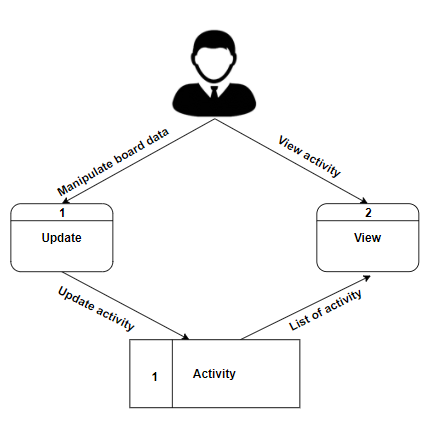 Manipulate board data
View activity
1
Update
2
View
Update activity
List of activity
1
Activity